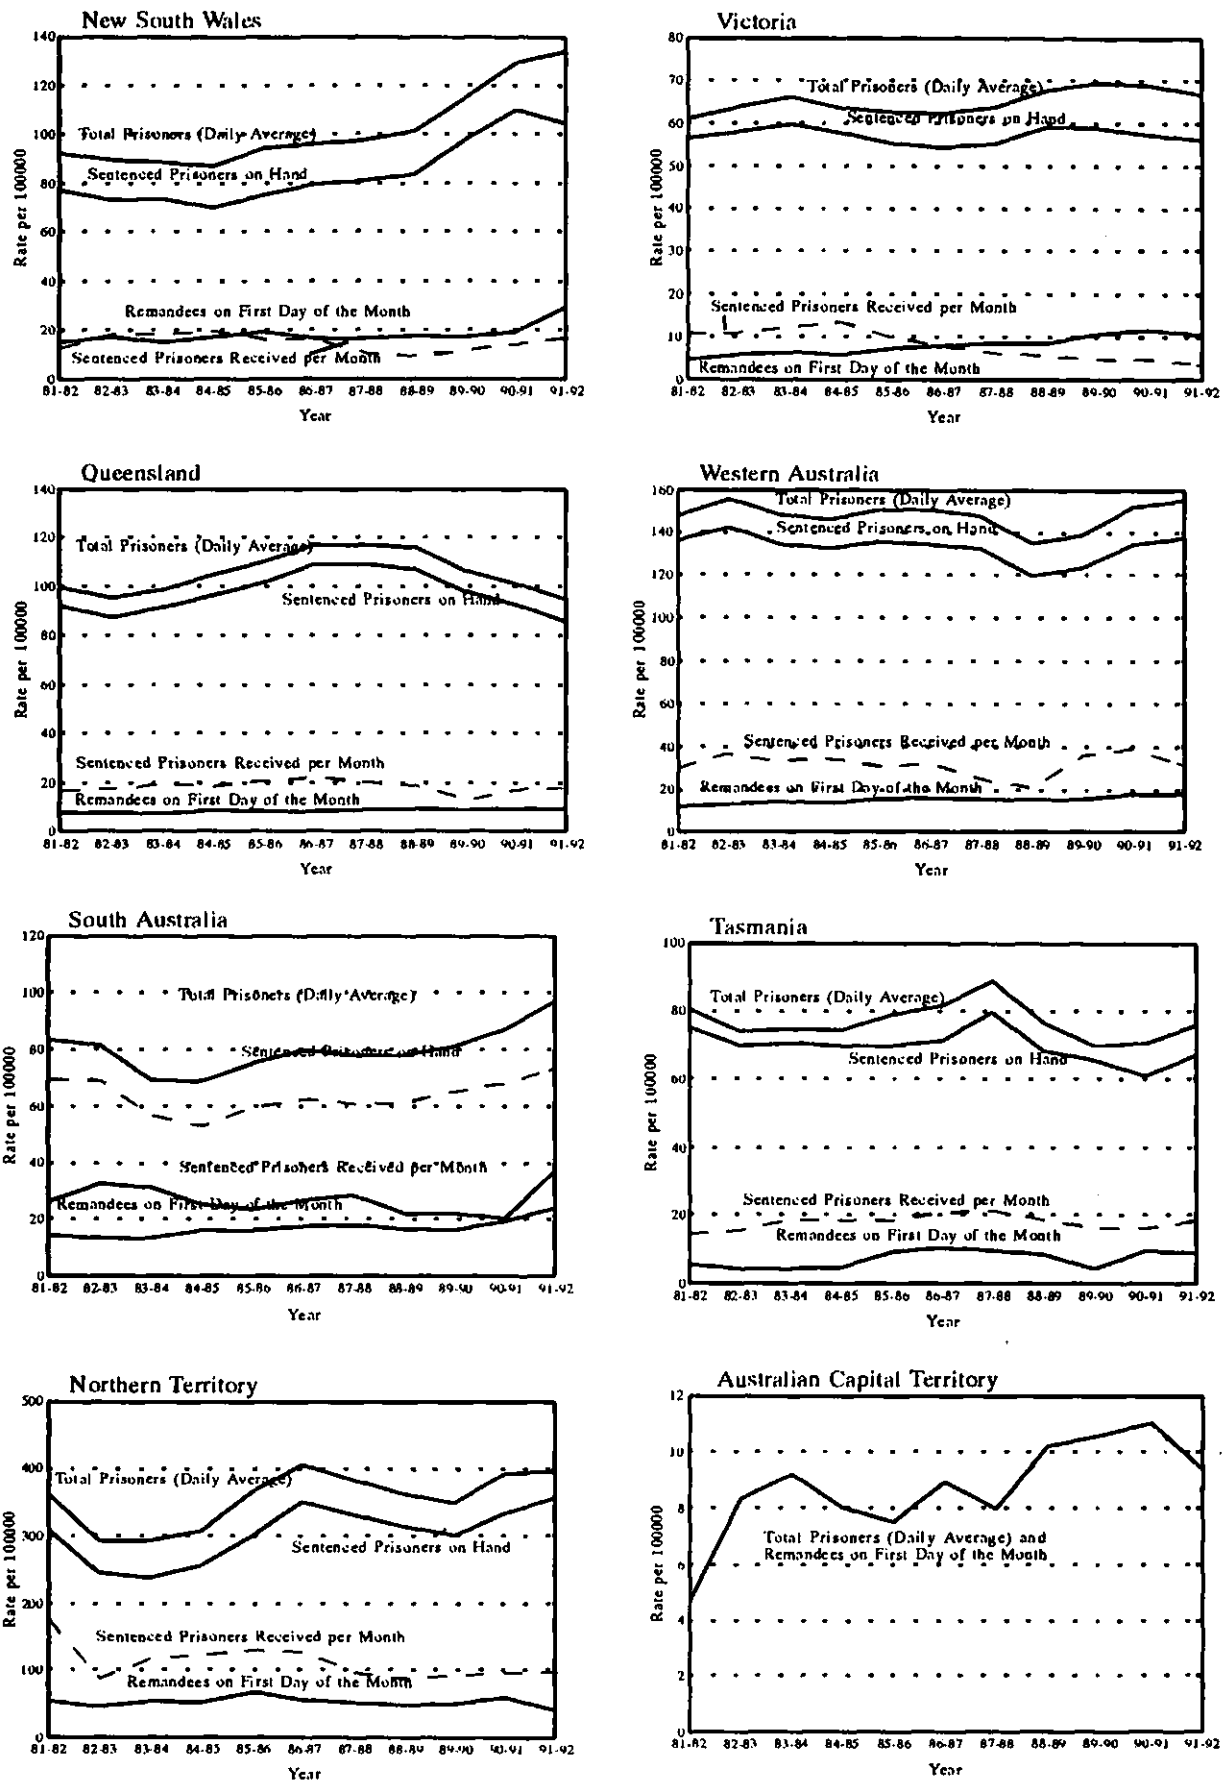 New South Wales
140
120
100
80
60
40
20
0
Rate per 100000
Total Prisoners (Daily Average)
Sentenced Prisoners on Hand
Remandees on First Day of the Month
Sentenced Prisoners Received per Month
81-82 82-83 83-84 84-85 85-86 86-87 87-88 88-89 89-90 90-91 91-92
Year
Victoria
80
70
60
50
40
30
20
10
0
Rate per 100000
Total Prisoners (Daily Average)
Sentenced Prisoners on Hand
Sentenced Prisoners Received per Month
Remandees on First Day of the Month
81-82 82-83 83-84 84-85 85-86 86-87 87-88 88-89 89-90 90-91 91-92
Year
Queensland
140
120
100
80
60
40
20
0
Rate per 100000
Total Prisoners (Daily Average)
Sentenced Prisoners on Hand
Sentenced Prisoners Received per Month
Remandees on First Day of the Month
81-82 82-83 83-84 84-85 85-86 86-87 87-88 88-89 89-90 90-91 91-92
Year
Western Australia
160
140
120
100
80
60
40
20
0
Rate per 100000
Total Prisoners (Daily Average)
Sentenced Prisoners on Hand
Sentenced Prisoners Received per Month
Remandees on First Day of the Month
81-82 82-83 83-84 84-85 85-86 86-87 87-88 88-89 89-90 90-91 91-92
Year
South Australia
120
100
80
60
40
20
0
Rate per 100000
Total Prisoners (Daily Average)
Sentenced Prisoners on Hand
Sentenced Prisoners Received per Month
Remandees on First Day of the Month
81-82 82-83 83-84 84-85 85-86 86-87 87-88 88-89 89-90 90-91 91-92
Year
Tasmania
100
80
60
40
20
0
Rate per 100000
Total Prisoners (Daily Average)
Sentenced Prisoners on Hand
Sentenced Prisoners Received per Month
Remandees on First Day of the Month
81-82 82-83 83-84 84-85 85-86 86-87 87-88 88-89 89-90 90-91 91-92
Year
Northern Territory
500
400
300
200
100
0
Rate per 100000
Total Prisoners (Daily Average)
Sentenced Prisoners on Hand
Sentenced Prisoners Received per Month
Remandees on First Day of the Month
81-82 82-83 83-84 84-85 85-86 86-87 87-88 88-89 89-90 90-91 91-92
Year
Australian Capital Territory
12
10
8
6
4
2
0
Rate per 100000
Total Prisoners (Daily Average) and
Remandees on First Day of the Month
81-82 82-83 83-84 84-85 85-86 86-87 87-88 88-89 89-90 90-91 91-92
Year